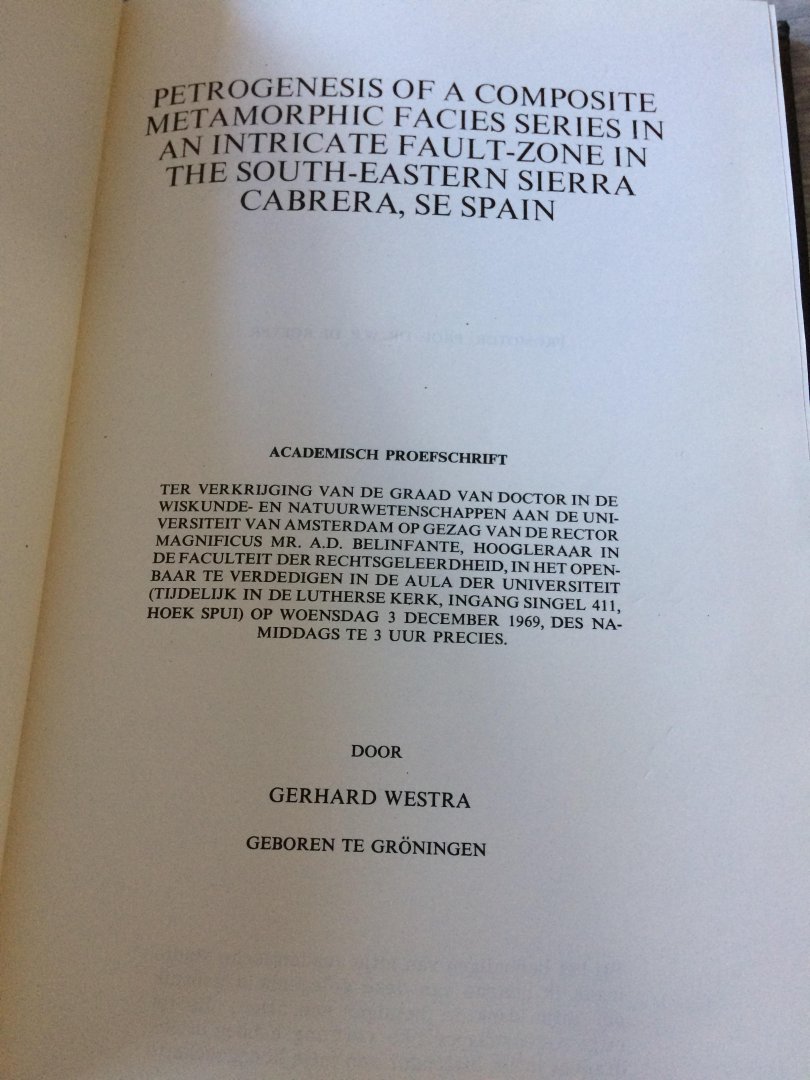 PETROGENESIS OF A COMPOSITE
METAMORPHIC FACIES SERIES IN
AN INTRICATE FAULT-ZONE IN
THE SOUTH-EASTERN SIERRA
CABRERA, SE SPAIN
ACADEMISCH PROEFSCHRIFT
TER VERKRIJGING VAN DE GRAAD VAN DOCTOR IN DE
WISKUNDE- EN NATUURWETENSCHAPPEN AAN DE UNI-
VERSITEIT VAN AMSTERDAM OP GEZAG VAN DE RECTOR
MAGNIFICUS MR. A.D. BELINFANTE, HOOGLERAAR IN
DE FACULTEIT DER RECHTSGELEERDHEID, IN HET OPEN-
BAAR TE VERDEDIGEN IN DE AULA DER UNIVERSITEIT
(TIJDELIJK IN DE LUTHERSE KERK, INGANG SINGEL 411,
HOEK SPUI) OP WOENSDAG 3 DECEMBER 1969, DES NA-
MIDDAGS TE 3 UUR PRECIES.
DOOR
GERHARD WESTRA
GEBOREN TE GRÖNINGEN